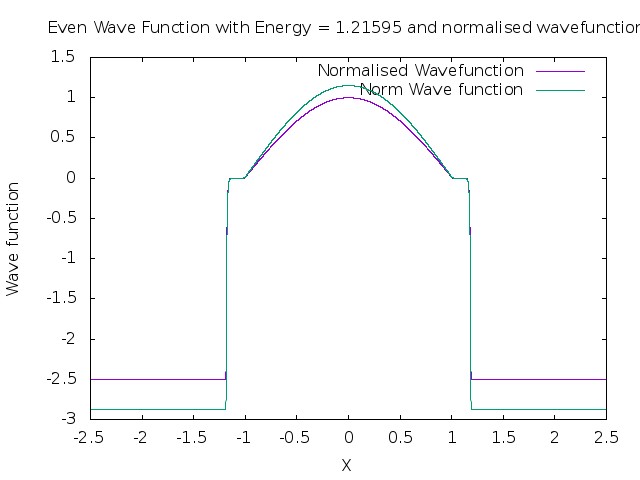 Even Wave Function with Energy = 1.21595 and normalised wavefunction
1.5
1
0.5
0
-0.5
-1
-1.5
-2
-2.5
-3
Normalised Wavefunction
Norm Wave function
Wave function
-2.5 -2 -1.5 -1 -0.5 0 0.5 1 1.5 2 2.5
X